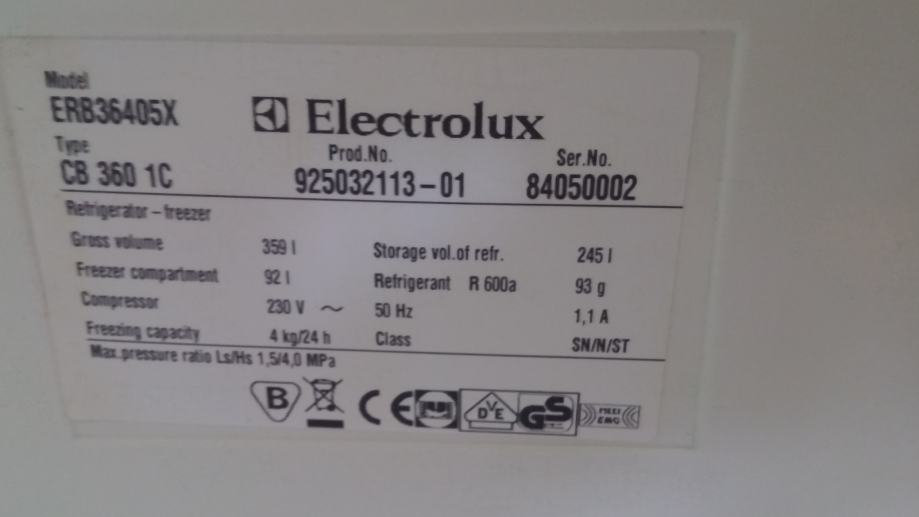 Model
ERB36405X
Electrolux
Type
CB 360 1C
Prod.No.
925032113-01
Ser.No.
84050002
Refrigerator - freezer
Gross volume 359 l Storage vol.of refr. 245 l
Freezer compartment 92 l Refrigerant R 600a 93 g
Compressor 230 V ~ 50 Hz 1,1 A
Freezing capacity 4 kg/24 h Class SN/N/ST
Max.pressure ratio Ls/Hs 1,5/4,0 MPa
B CE DVE GS
EMG